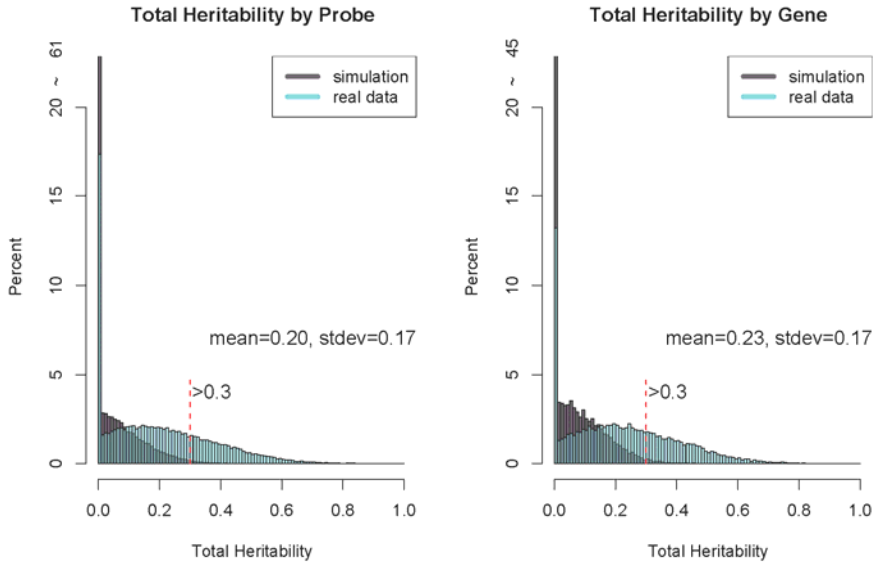 Total Heritability by Probe
61
~
20
15
10
5
0
Percent
simulation
real data
mean=0.20, stdev=0.17
>0.3
0.0 0.2 0.4 0.6 0.8 1.0
Total Heritability
Total Heritability by Gene
45
~
20
15
10
5
0
Percent
simulation
real data
mean=0.23, stdev=0.17
>0.3
0.0 0.2 0.4 0.6 0.8 1.0
Total Heritability